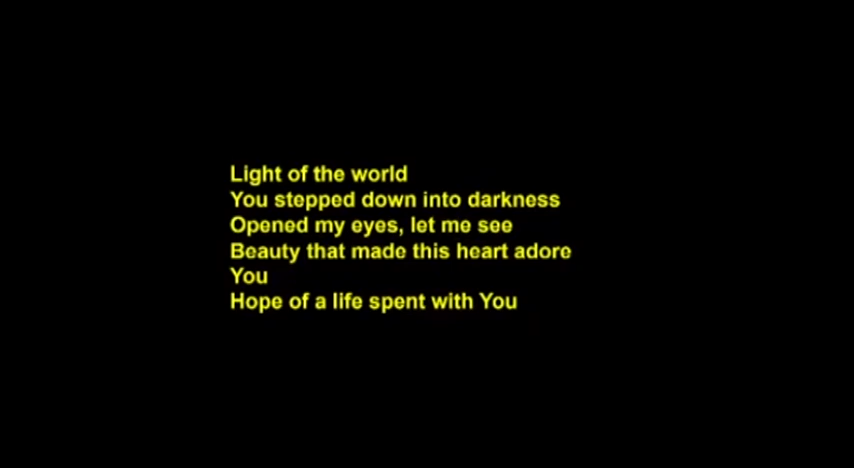 Light of the world
You stepped down into darkness
Opened my eyes, let me see
Beauty that made this heart adore
You
Hope of a life spent with You